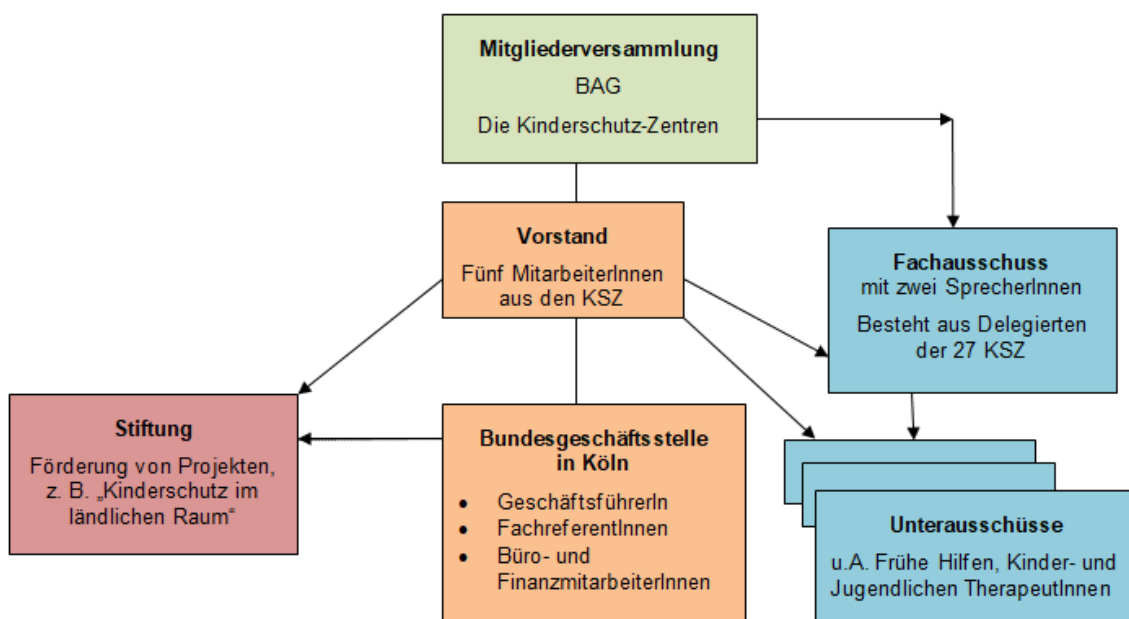 Mitgliederversammlung
BAG
Die Kinderschutz-Zentren
Vorstand
Fünf MitarbeiterInnen
aus den KSZ
Fachausschuss
mit zwei SprecherInnen
Besteht aus Delegierten
der 27 KSZ
Stiftung
Förderung von Projekten,
z. B. „Kinderschutz im
ländlichen Raum“
Bundesgeschäftsstelle
in Köln
• GeschäftsführerIn
• FachreferentInnen
• Büro- und
FinanzmitarbeiterInnen
Unterausschüsse
u.A. Frühe Hilfen, Kinder- und
Jugendlichen TherapeutInnen